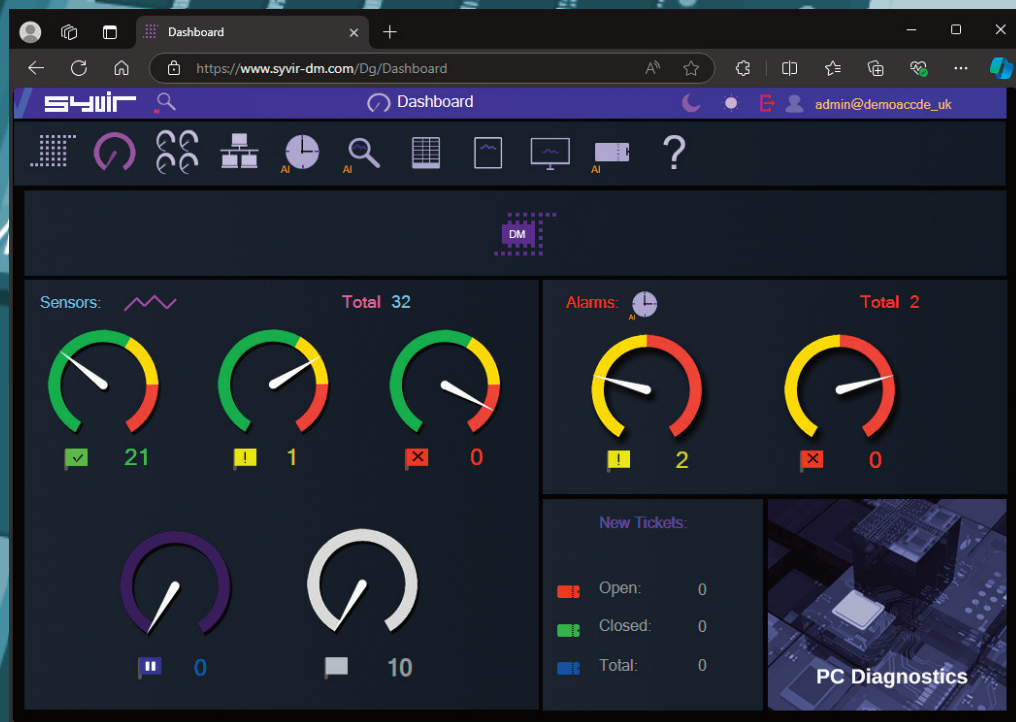 Dashboard
https://www.syvir-dm.com/Dg/Dashboard
syvir
AI
Dashboard
admin@demoaccde_uk
AI
AI
AI
?
DM
Sensors:
Total 32
Alarms:
AI
Total 2
21
1
0
2
0
0
10
New Tickets:
Open: 0
Closed: 0
Total: 0
PC Diagnostics